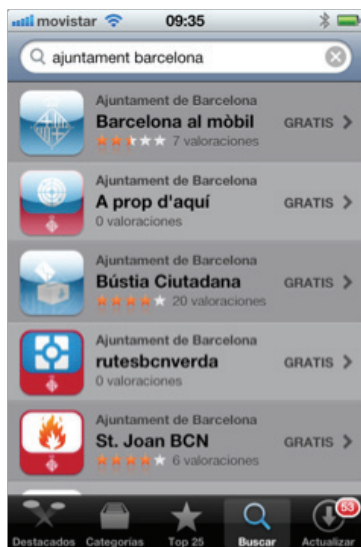 movistar 09:35
ajuntament barcelona
Ajuntament de Barcelona
Barcelona al mòbil GRATIS
7 valoraciones
Ajuntament de Barcelona
A prop d'aquí GRATIS
0 valoraciones
Ajuntament de Barcelona
Bústia Ciutadana GRATIS
20 valoraciones
Ajuntament de Barcelona
rutesbcnverda GRATIS
0 valoraciones
Ajuntament de Barcelona
St. Joan BCN GRATIS
6 valoraciones
53
Destacados Categorías Top 25 Buscar Actualizar